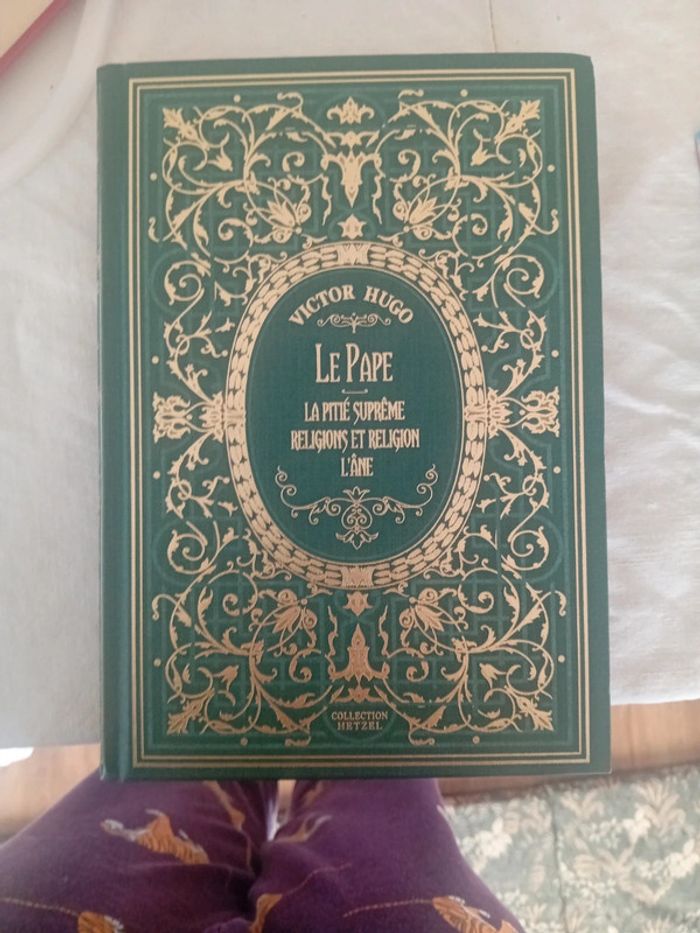 VICTOR HUGO
LE PAPE
LA PITIÉ SUPRÊME
RELIGIONS ET RELIGION
L'ÂNE
COLLECTION
HETZEL